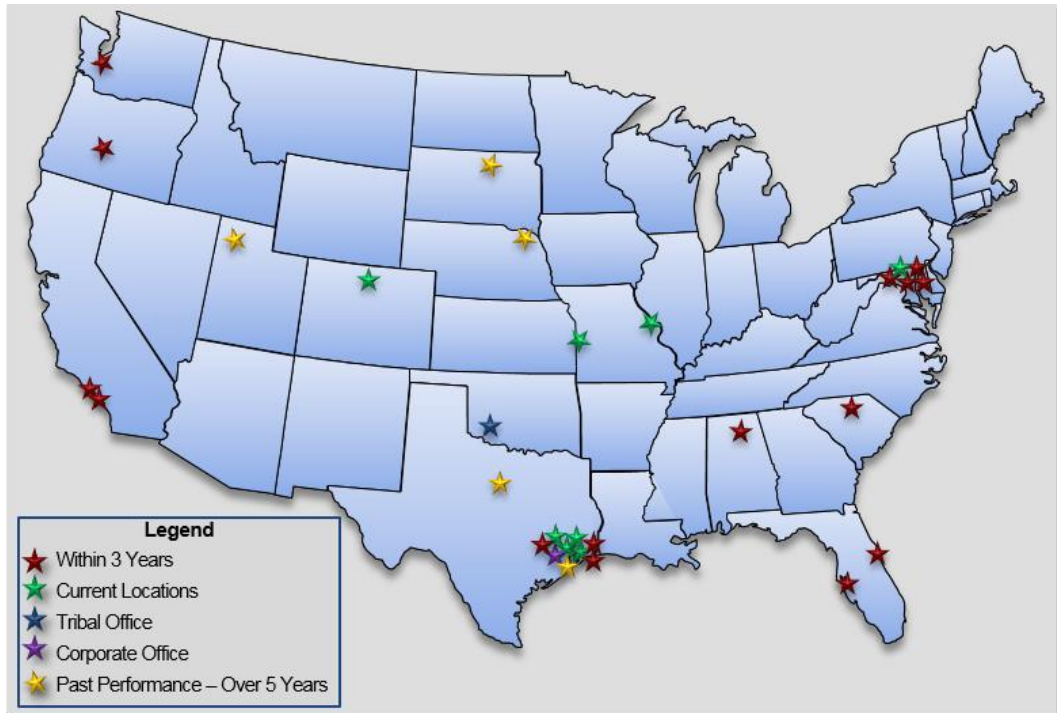 Legend
Within 3 Years
Current Locations
Tribal Office
Corporate Office
Past Performance – Over 5 Years